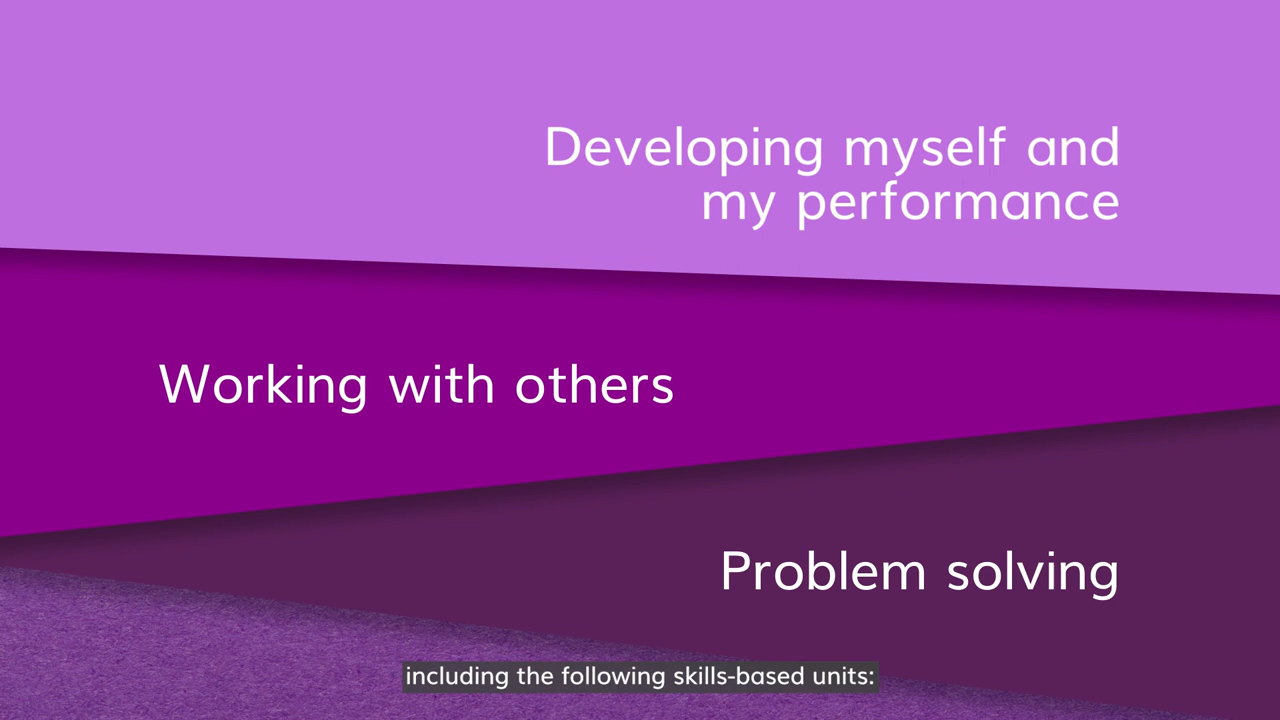 Developing myself and
my performance
Working with others
Problem solving
including the following skills-based units: